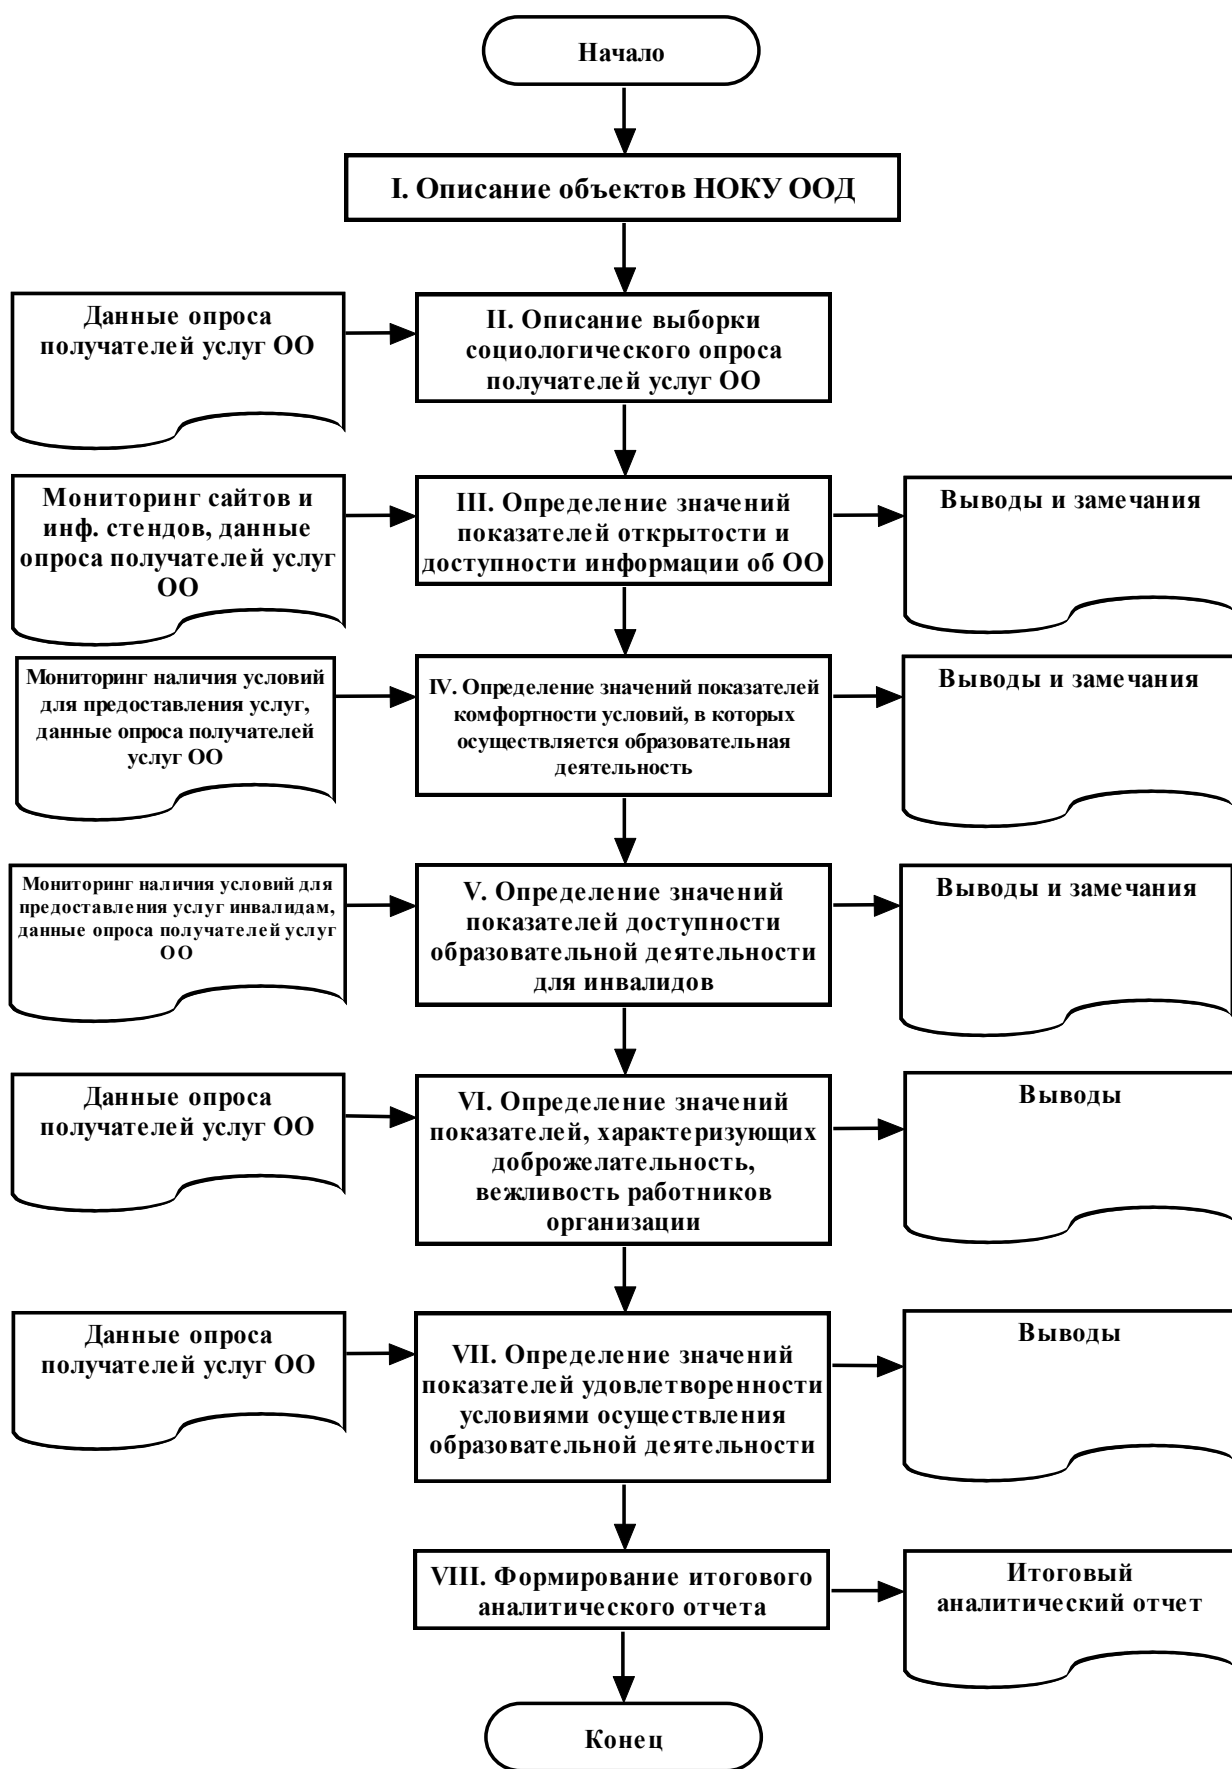 Начало
I. Описание объектов НОКУ ООД
Данные опроса
получателей услуг ОО
II. Описание выборки
социологического опроса
получателей услуг ОО
Мониторинг сайтов и
инф. стендов, данные
опроса получателей услуг
ОО
III. Определение значений
показателей открытости и
доступности информации об ОО
Выводы и замечания
Мониторинг наличия условий
для предоставления услуг,
данные опроса получателей
услуг ОО
IV. Определение значений показателей
комфортности условий, в которых
осуществляется образовательная
деятельность
Выводы и замечания
Мониторинг наличия условий для
предоставления услуг инвалидам,
данные опроса получателей услуг
ОО
V. Определение значений
показателей доступности
образовательной деятельности
для инвалидов
Выводы и замечания
Данные опроса
получателей услуг ОО
VI. Определение значений
показателей, характеризующих
доброжелательность,
вежливость работников
организации
Выводы
Данные опроса
получателей услуг ОО
VII. Определение значений
показателей удовлетворенности
условиями осуществления
образовательной деятельности
Выводы
VIII. Формирование итогового
аналитического отчета
Итоговый
аналитический отчет
Конец